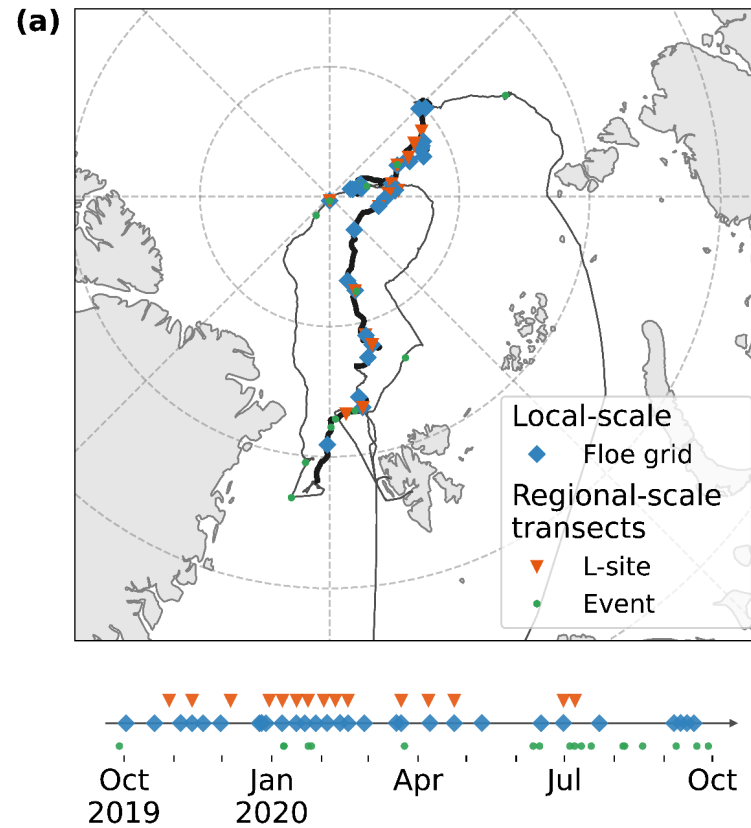 (a)
Local-scale
Floe grid
Regional-scale
transects
L-site
Event
Oct Jan Apr Jul Oct
2019 2020